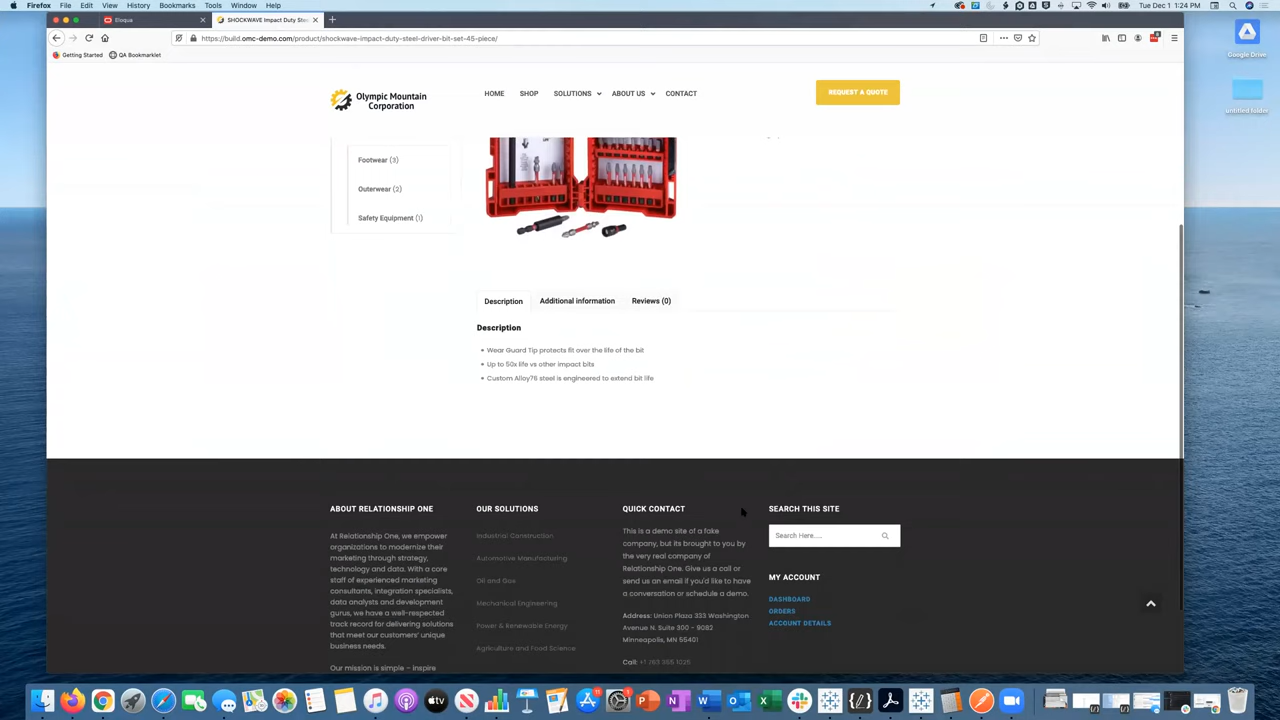 Firefox File Edit View History Bookmarks Tools Window Help
Tue Dec 1 1:24 PM
Eloqua
SHOCKWAVE Impact Duty Stee
https://build.omc-demo.com/product/shockwave-impact-duty-steel-driver-bit-set-45-piece/
Getting Started QA Bookmarklet
Google Drive
untitled folder
Olympic Mountain
Corporation
HOME SHOP SOLUTIONS ABOUT US CONTACT
REQUEST A QUOTE
Footwear (3)
Outerwear (2)
Safety Equipment (1)
Description Additional information Reviews (0)
Description
• Wear Guard Tip protects fit over the life of the bit
• Up to 50x life vs other impact bits
• Custom Alloy76 steel is engineered to extend bit life
ABOUT RELATIONSHIP ONE
At Relationship One, we empower
organizations to modernize their
marketing through strategy,
technology and data. With a core
staff of experienced marketing
consultants, integration specialists,
data analysts and development
gurus, we have a well-respected
track record for delivering solutions
that meet our customers' unique
business needs.
Our mission is simple – inspire
OUR SOLUTIONS
Industrial Construction
Automotive Manufacturing
Oil and Gas
Mechanical Engineering
Power & Renewable Energy
Agriculture and Food Science
QUICK CONTACT
This is a demo site of a fake
company, but its brought to you by
the very real company of
Relationship One. Give us a call or
send us an email if you'd like to have
a conversation or schedule a demo.
Address: Union Plaza 333 Washington
Avenue N. Suite 300 – 9082
Minneapolis, MN 55401
Call: +1 763 355 1025
SEARCH THIS SITE
Search Here.....
MY ACCOUNT
DASHBOARD
ORDERS
ACCOUNT DETAILS